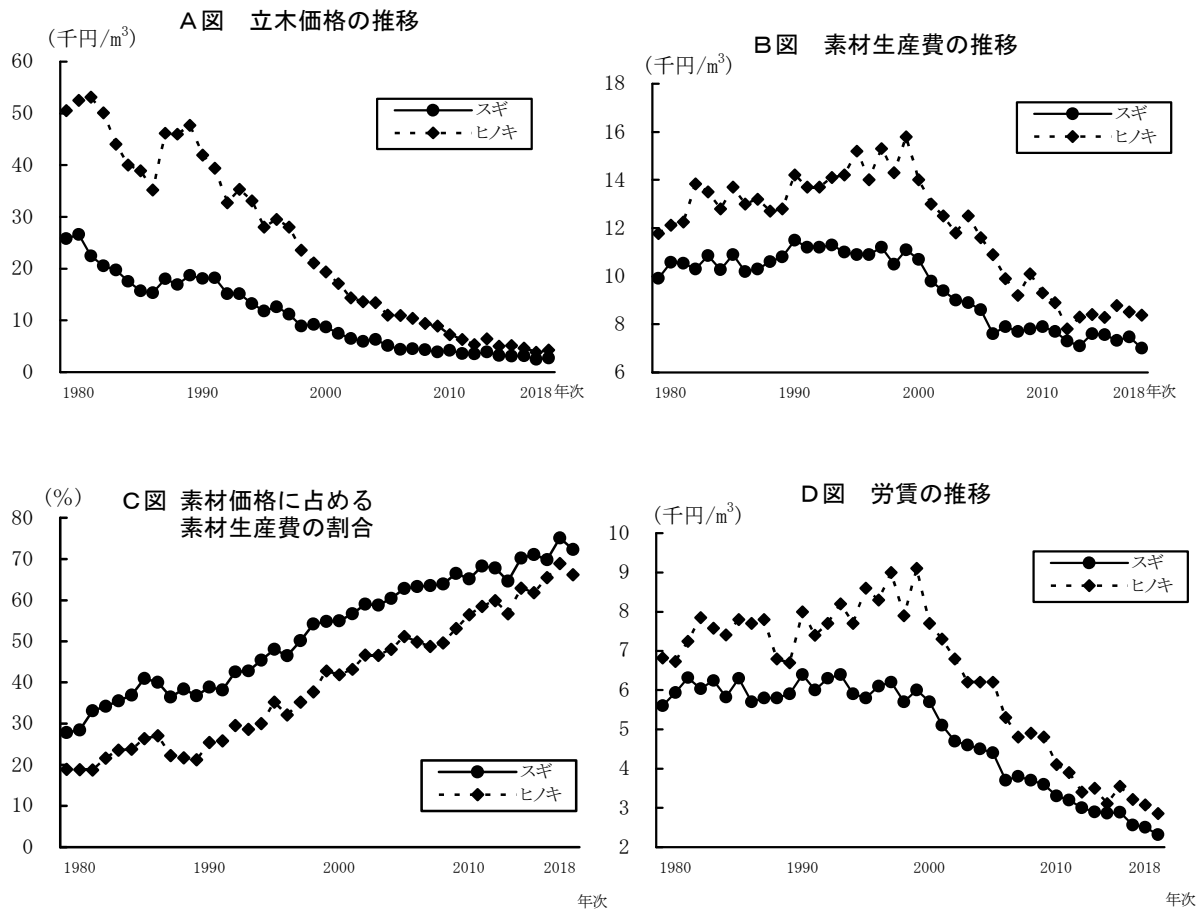 A図 立木価格の推移
(千円/m³)
60
50
40
30
20
10
0
スギ
ヒノキ
1980 1990 2000 2010 2018 年次
B図 素材生産費の推移
(千円/m³)
18
16
14
12
10
8
6
スギ
ヒノキ
1980 1990 2000 2010 2018年次
C図 素材価格に占める
素材生産費の割合
(%)
80
70
60
50
40
30
20
10
0
スギ
ヒノキ
1980 1990 2000 2010 2018
年次
D図 労賃の推移
(千円/m³)
10
9
8
7
6
5
4
3
2
スギ
ヒノキ
1980 1990 2000 2010 2018
年次